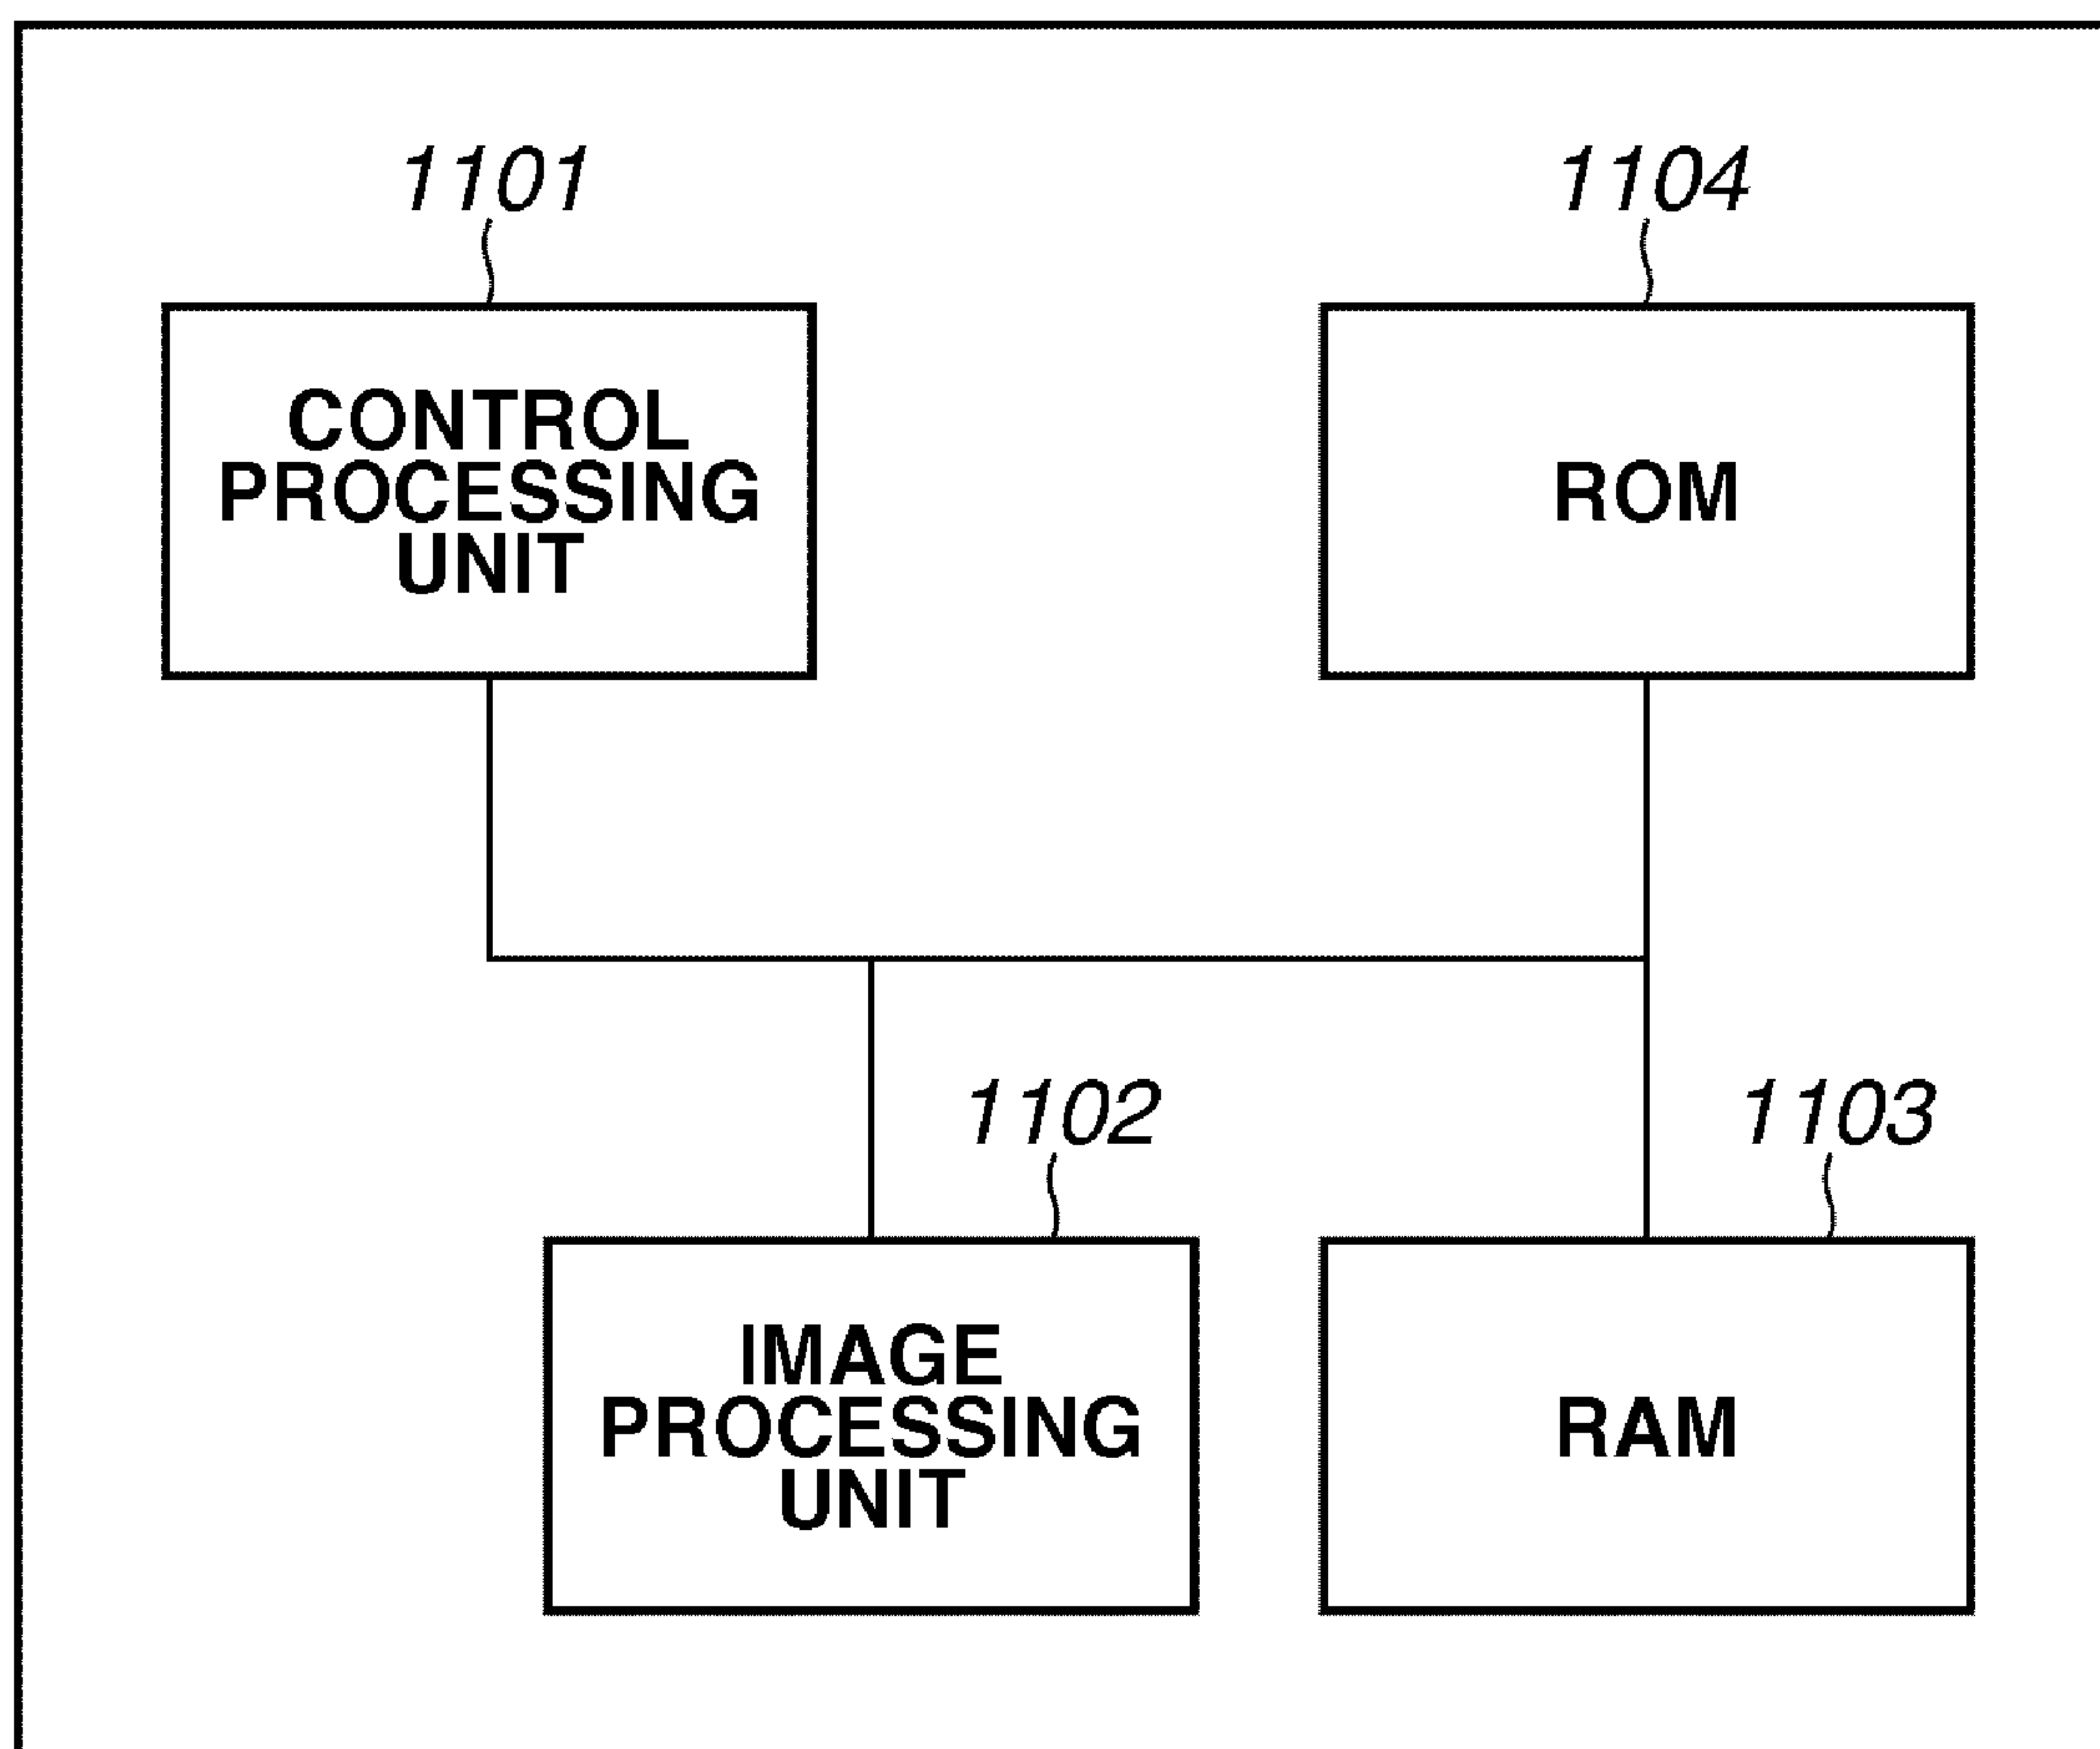 1101
CONTROL
PROCESSING
UNIT
1104
ROM
1102
IMAGE
PROCESSING
UNIT
1103
RAM